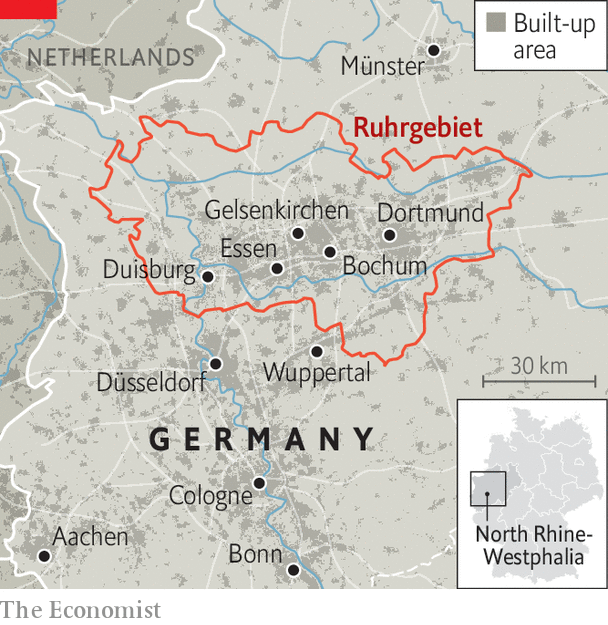 Built-up
area
NETHERLANDS
Münster
Ruhrgebiet
Gelsenkirchen
Dortmund
Essen
Bochum
Duisburg
30 km
Düsseldorf
Wuppertal
GERMANY
Cologne
North Rhine-
Westphalia
Aachen
Bonn
The Economist